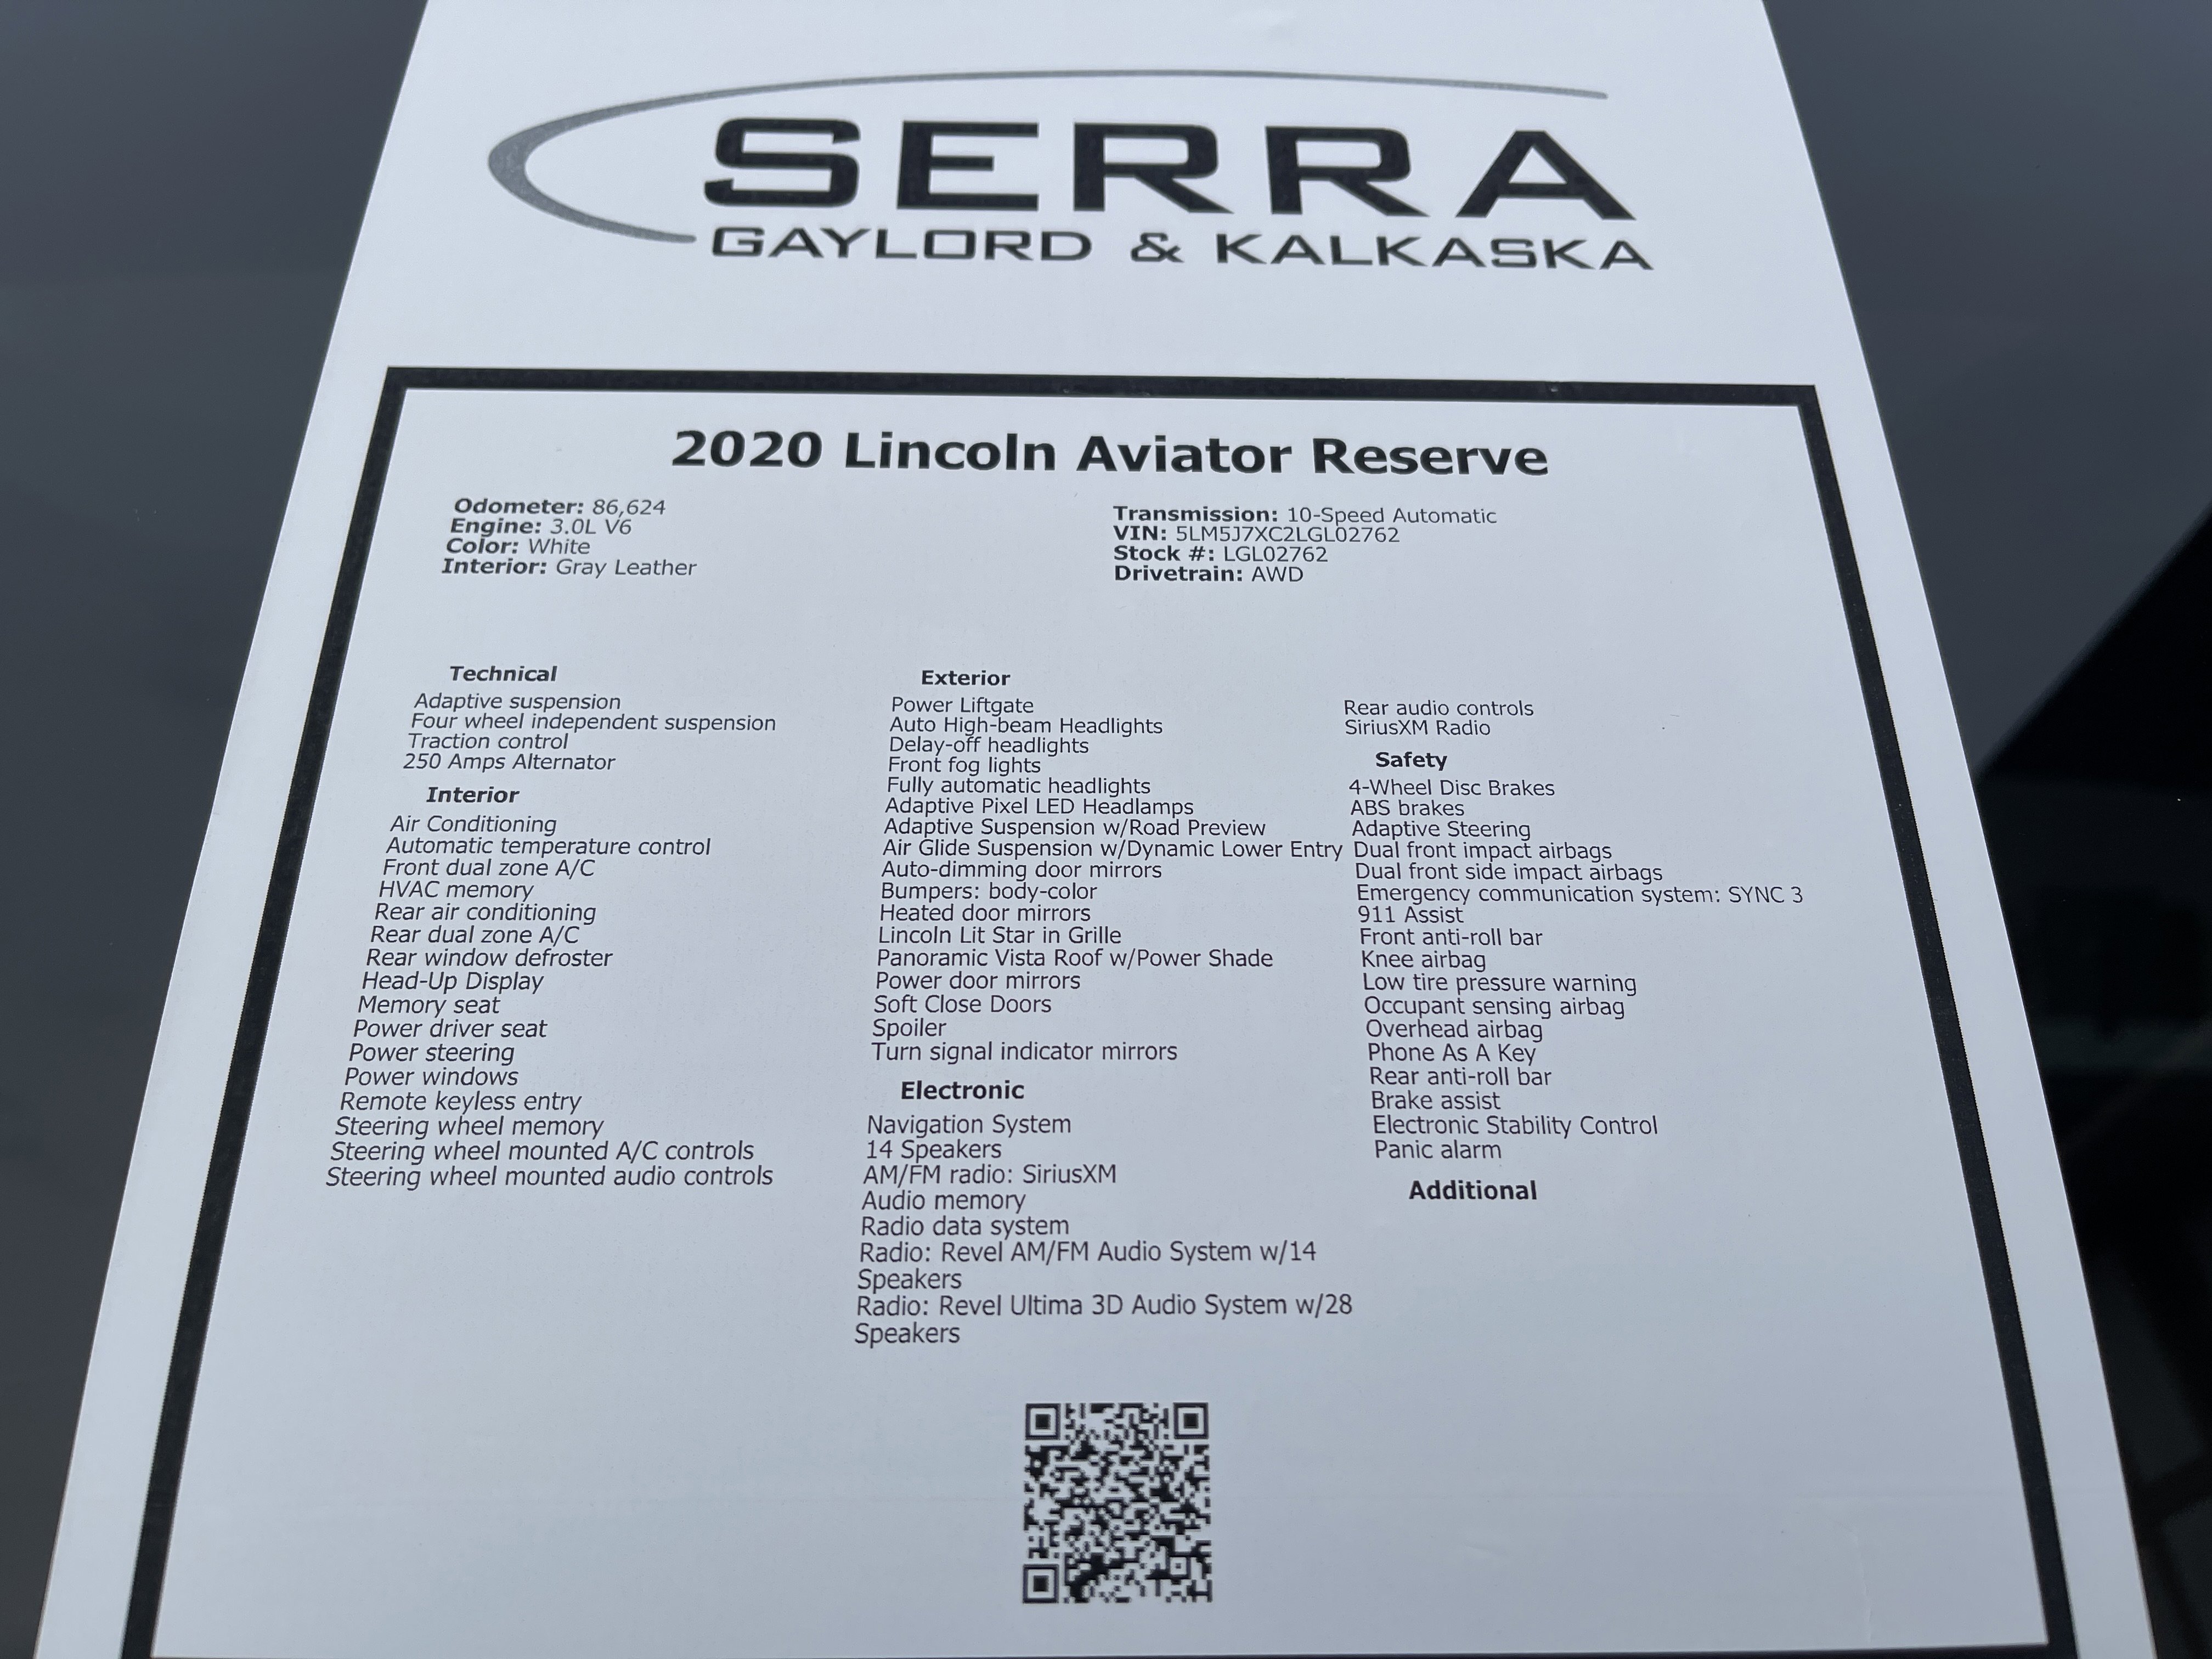 SERRA
GAYLORD & KALKASKA
2020 Lincoln Aviator Reserve
Odometer: 86,624
Engine: 3.0L V6
Color: White
Interior: Gray Leather
Transmission: 10-Speed Automatic
VIN: 5LM5J7XC2LGL02762
Stock #: LGL02762
Drivetrain: AWD
Technical
Adaptive suspension
Four wheel independent suspension
Traction control
250 Amps Alternator
Interior
Air Conditioning
Automatic temperature control
Front dual zone A/C
HVAC memory
Rear air conditioning
Rear dual zone A/C
Rear window defroster
Head-Up Display
Memory seat
Power driver seat
Power steering
Power windows
Remote keyless entry
Steering wheel memory
Steering wheel mounted A/C controls
Steering wheel mounted audio controls
Exterior
Power Liftgate
Auto High-beam Headlights
Delay-off headlights
Front fog lights
Fully automatic headlights
Adaptive Pixel LED Headlamps
Adaptive Suspension w/Road Preview
Air Glide Suspension w/Dynamic Lower Entry
Auto-dimming door mirrors
Bumpers: body-color
Heated door mirrors
Lincoln Lit Star in Grille
Panoramic Vista Roof w/Power Shade
Power door mirrors
Soft Close Doors
Spoiler
Turn signal indicator mirrors
Electronic
Navigation System
14 Speakers
AM/FM radio: SiriusXM
Audio memory
Radio data system
Radio: Revel AM/FM Audio System w/14
Speakers
Radio: Revel Ultima 3D Audio System w/28
Speakers
Rear audio controls
SiriusXM Radio
Safety
4-Wheel Disc Brakes
ABS brakes
Adaptive Steering
Dual front impact airbags
Dual front side impact airbags
Emergency communication system: SYNC 3
911 Assist
Front anti-roll bar
Knee airbag
Low tire pressure warning
Occupant sensing airbag
Overhead airbag
Phone As A Key
Rear anti-roll bar
Brake assist
Electronic Stability Control
Panic alarm
Additional